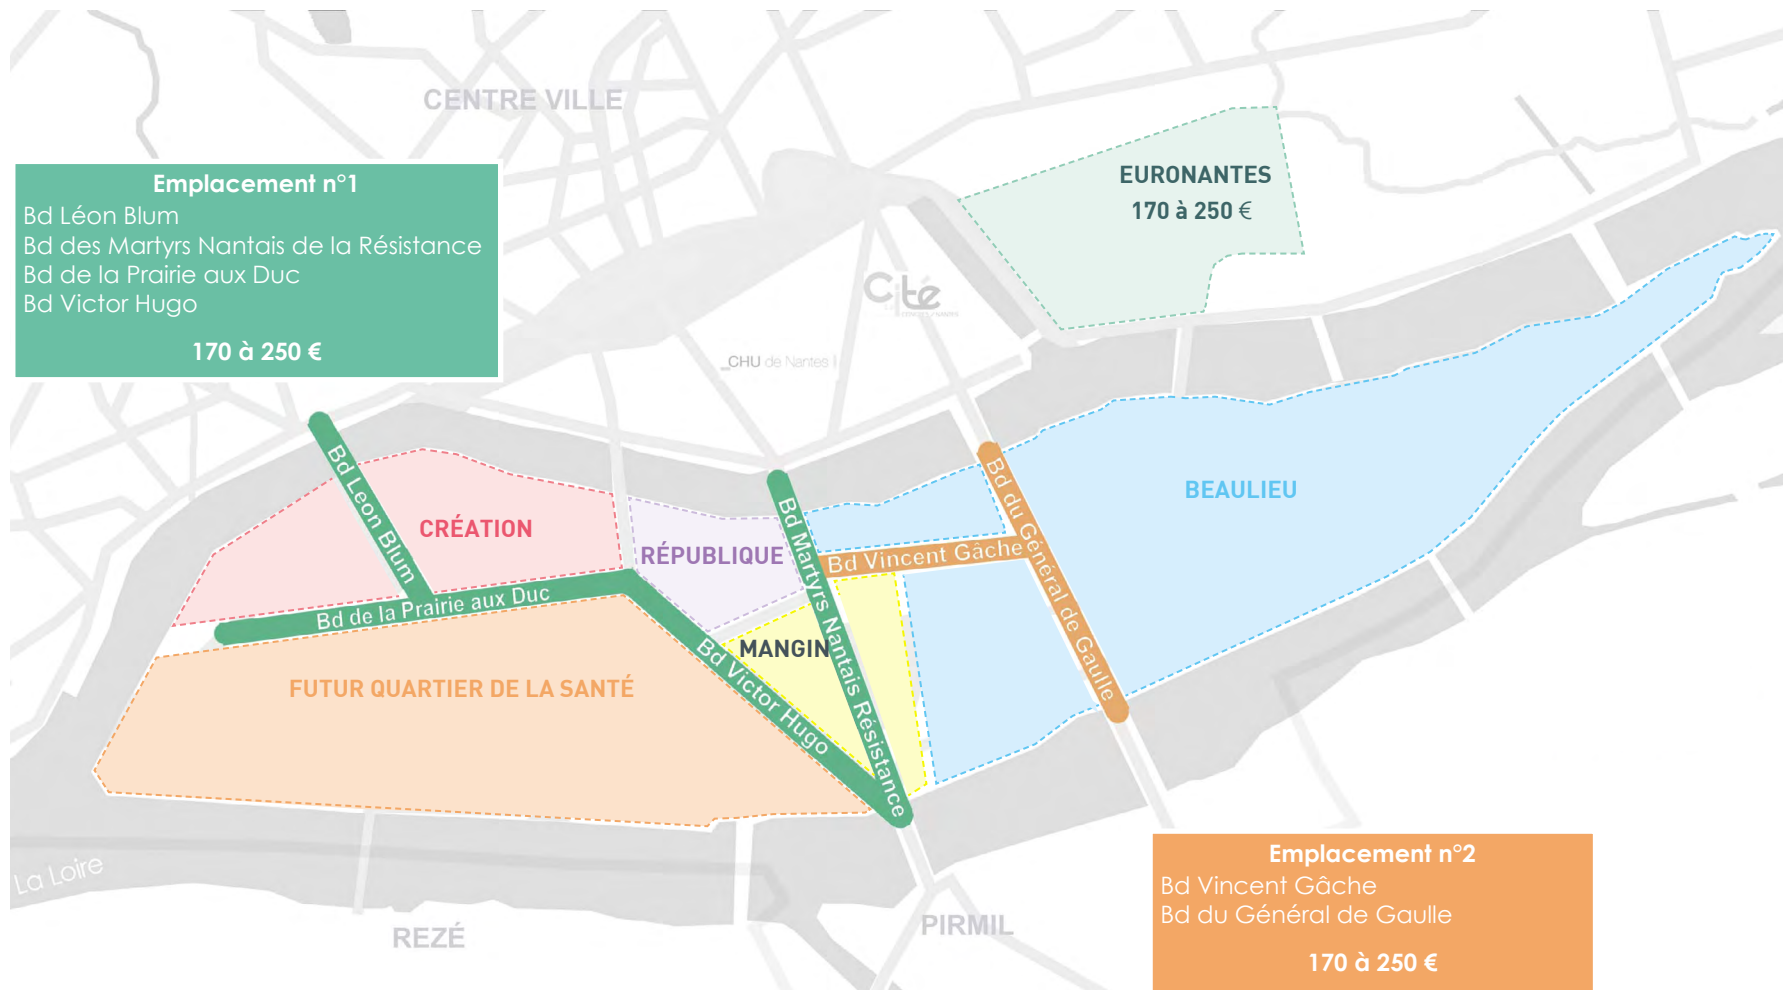 CENTRE VILLE
Emplacement n°1
Bd Léon Blum
Bd des Martyrs Nantais de la Résistance
Bd de la Prairie aux Duc
Bd Victor Hugo
170 à 250 €
EURONANTES
170 à 250 €
Cité
_CHU de Nantes
Bd Leon Blum
CRÉATION
RÉPUBLIQUE
Bd Martyrs Nantais Résistance
Bd Vincent Gâche
Bd du Général de Gaulle
BEAULIEU
Bd de la Prairie aux Duc
MANGIN
Bd Victor Hugo
FUTUR QUARTIER DE LA SANTÉ
La Loire
REZÉ
PIRMIL
Emplacement n°2
Bd Vincent Gâche
Bd du Général de Gaulle
170 à 250 €